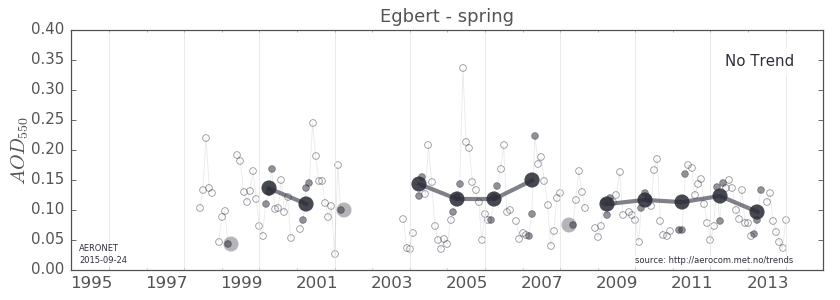 Egbert - spring
0.40
0.35
0.30
0.25
0.20
0.15
0.10
0.05
0.00
AOD550
No Trend
AERONET
2015-09-24
source: http://aerocom.met.no/trends
1995 1997 1999 2001 2003 2005 2007 2009 2011 2013